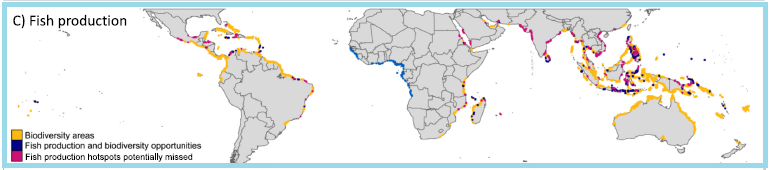 C) Fish production
Biodiversity areas
Fish production and biodiversity opportunities
Fish production hotspots potentially missed